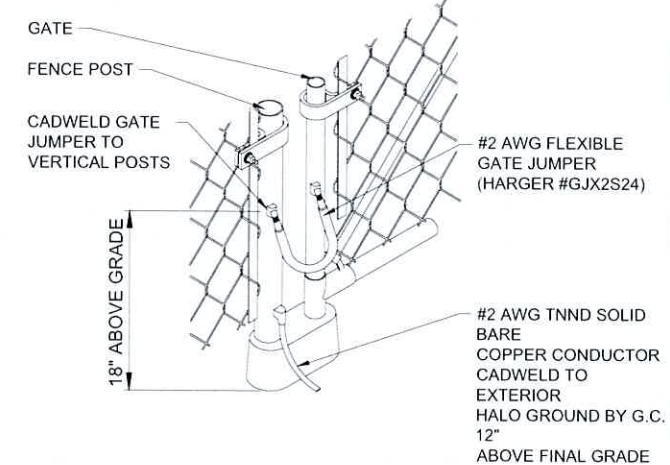 GATE
FENCE POST
CADWELD GATE
JUMPER TO
VERTICAL POSTS
18" ABOVE GRADE
#2 AWG FLEXIBLE
GATE JUMPER
(HARGER #GJX2S24)
#2 AWG TNND SOLID
BARE
COPPER CONDUCTOR
CADWELD TO
EXTERIOR
HALO GROUND BY G.C.
12"
ABOVE FINAL GRADE